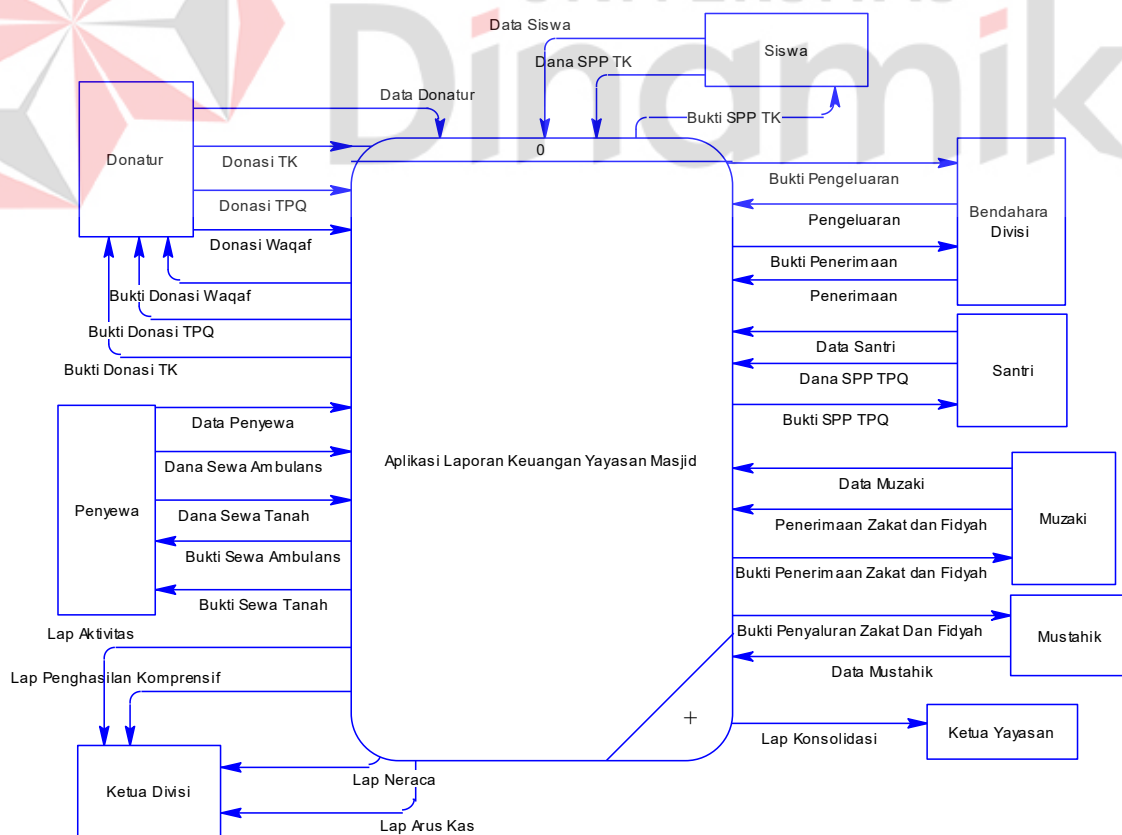 Dinamik
Data Siswa
Siswa
Dana SPP TK
Bukti SPP TK
Data Donatur
Donatur
Donasi TK
Donasi TPQ
Donasi Waqaf
Bukti Donasi Waqaf
Bukti Donasi TPQ
Bukti Donasi TK
0
Bukti Pengeluaran
Pengeluaran
Bukti Penerimaan
Penerimaan
Bendahara
Divisi
Data Santri
Dana SPP TPQ
Bukti SPP TPQ
Santri
Data Penyewa
Dana Sewa Ambulans
Dana Sewa Tanah
Bukti Sewa Ambulans
Bukti Sewa Tanah
Penyewa
Aplikasi Laporan Keuangan Yayasan Masjid
Data Muzaki
Penerimaan Zakat dan Fidyah
Bukti Penerimaan Zakat dan Fidyah
Muzaki
Bukti Penyaluran Zakat Dan Fidyah
Data Mustahik
Mustahik
Lap Aktivitas
Lap Penghasilan Komprensif
Ketua Divisi
Lap Neraca
Lap Arus Kas
+
Lap Konsolidasi
Ketua Yayasan